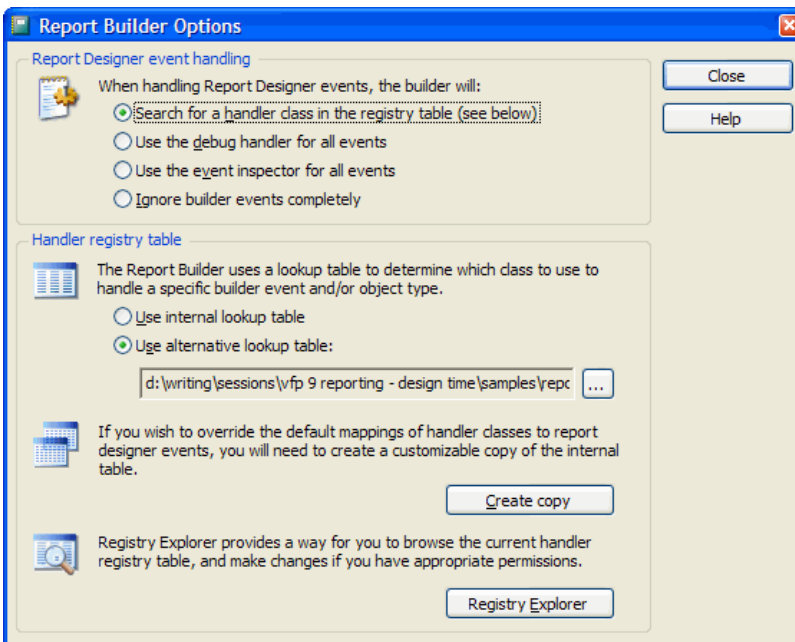 Report Builder Options
Report Designer event handling
When handling Report Designer events, the builder will:
Search for a handler class in the registry table (see below)
Use the debug handler for all events
Use the event inspector for all events
Ignore builder events completely
Close
Help
Handler registry table
The Report Builder uses a lookup table to determine which class to use to
handle a specific builder event and/or object type.
Use internal lookup table
Use alternative lookup table:
d:\writing\sessions\vfp 9 reporting - design time\samples\repc
...
If you wish to override the default mappings of handler classes to report
designer events, you will need to create a customizable copy of the internal
table.
Create copy
Registry Explorer provides a way for you to browse the current handler
registry table, and make changes if you have appropriate permissions.
Registry Explorer